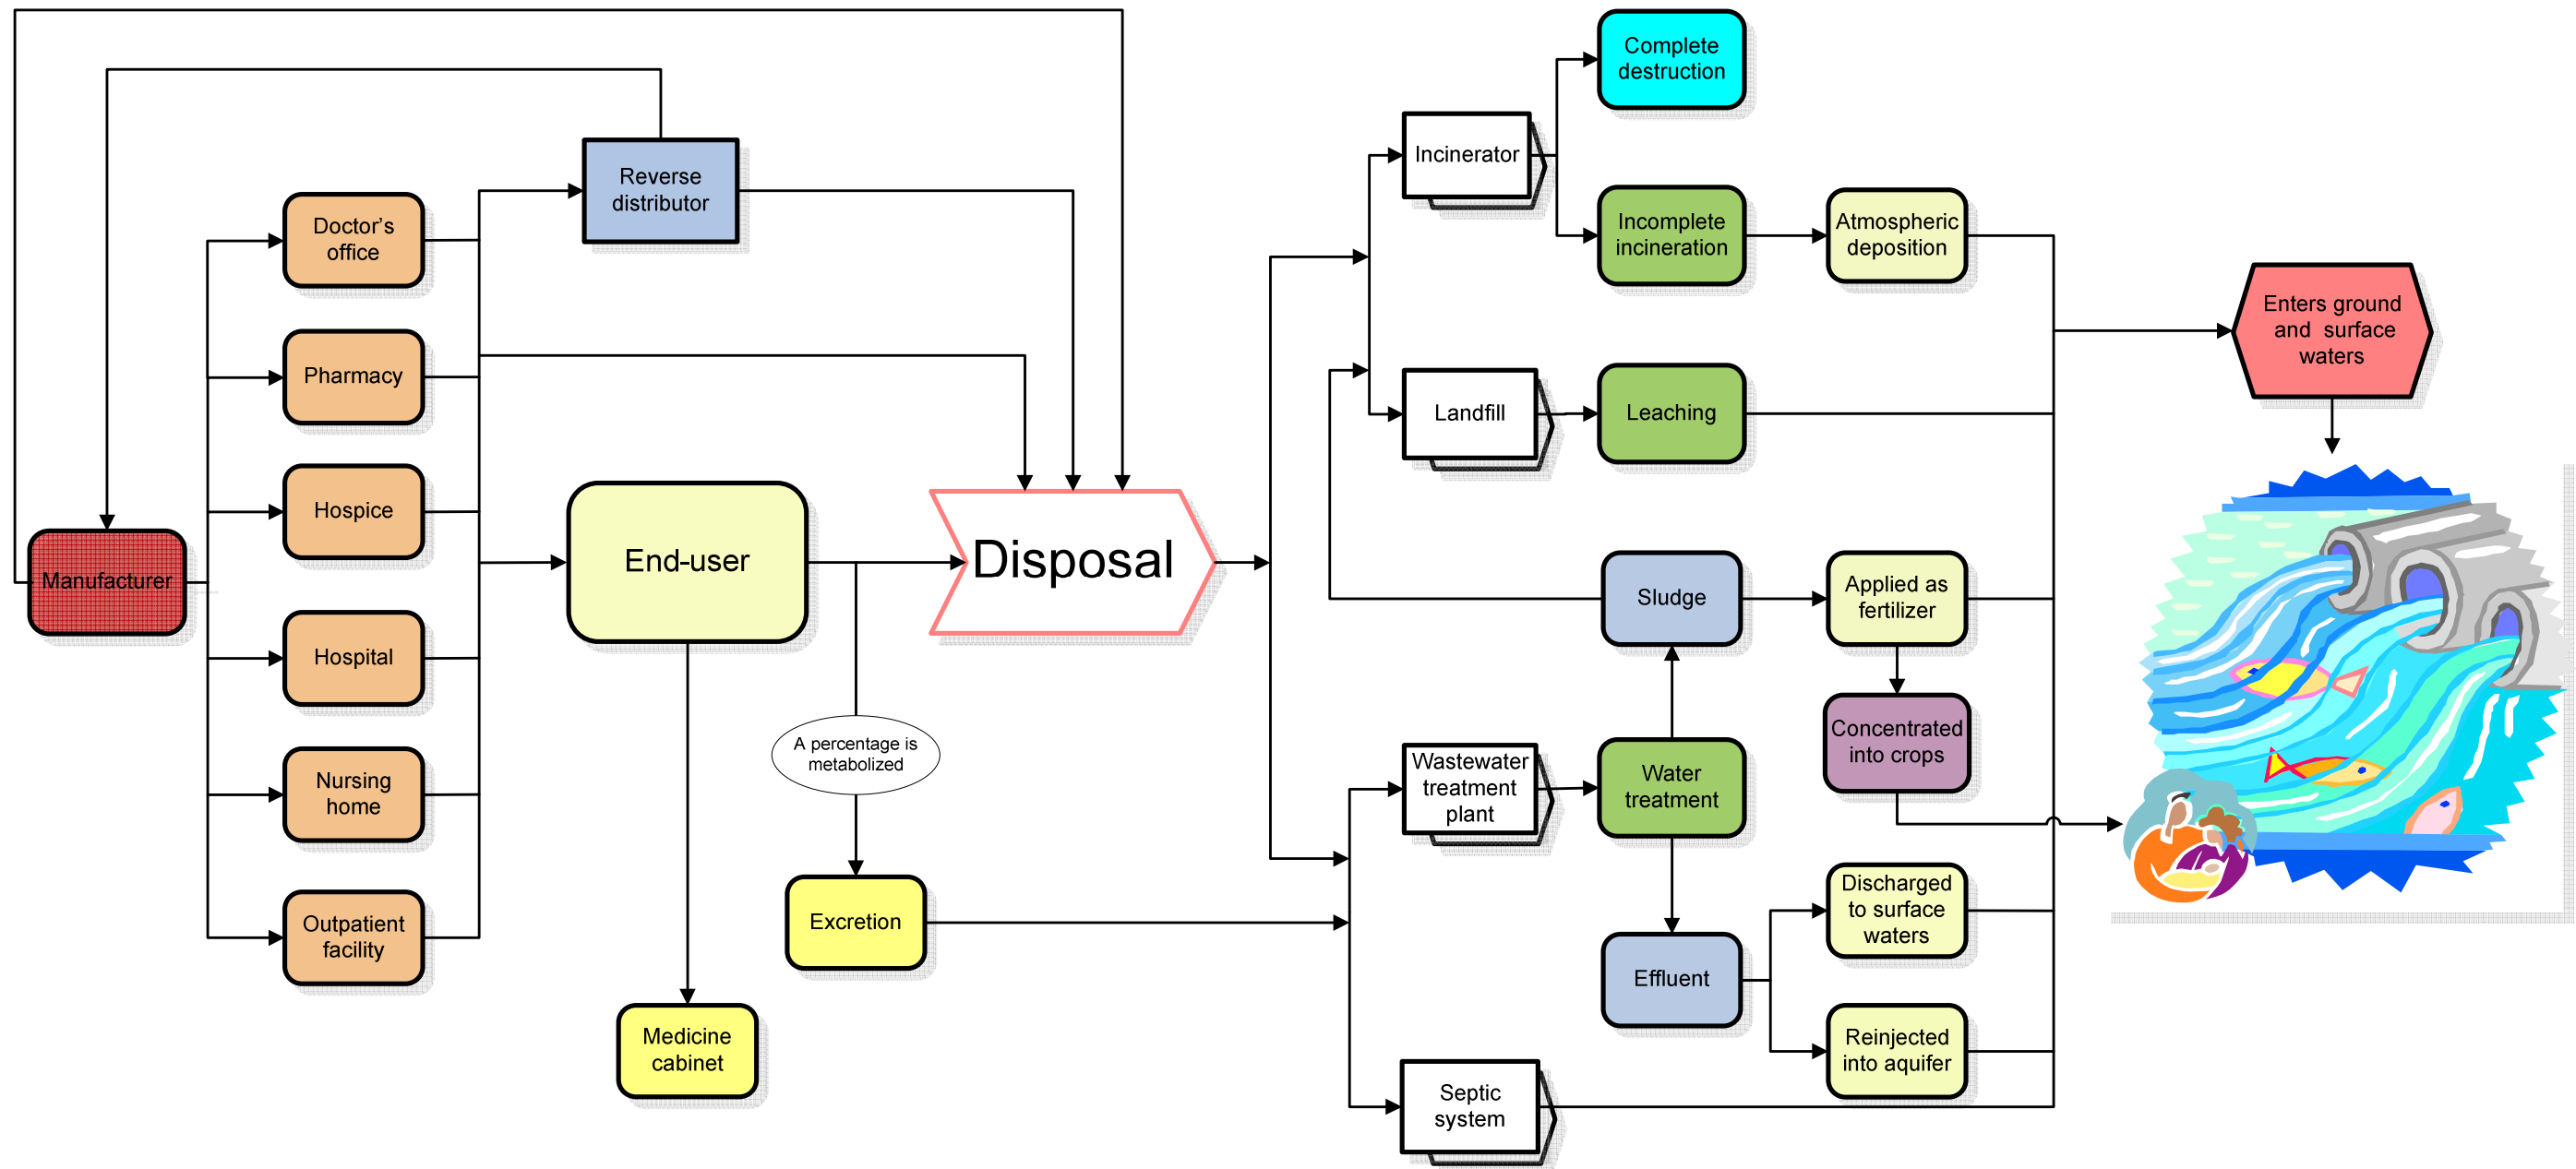 Manufacturer
Doctor’s
office
Pharmacy
Hospice
Hospital
Nursing
home
Outpatient
facility
Reverse
distributor
End-user
Medicine
cabinet
A percentage is
metabolized
Excretion
Disposal
Incinerator
Landfill
Wastewater
treatment
plant
Septic
system
Complete
destruction
Incomplete
incineration
Leaching
Sludge
Water
treatment
Effluent
Atmospheric
deposition
Applied as
fertilizer
Concentrated
into crops
Discharged
to surface
waters
Reinjected
into aquifer
Enters ground
and surface
waters